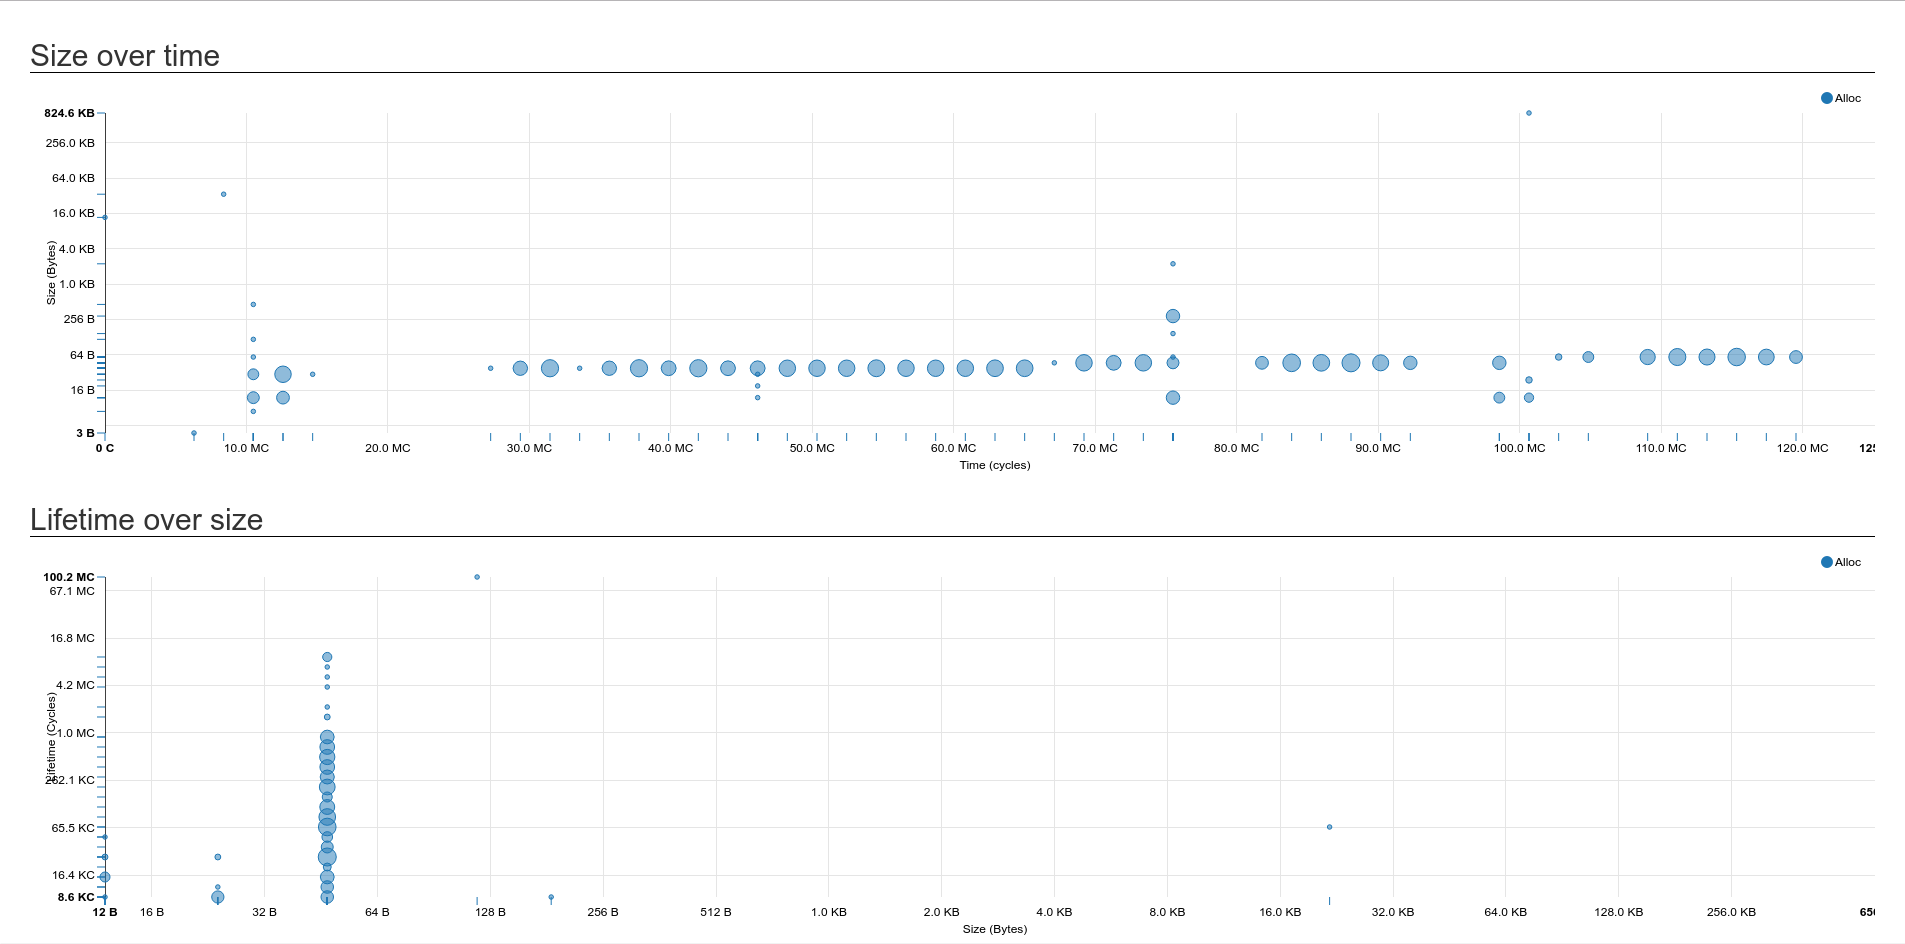 Size over time
Alloc
824.6 KB
256.0 KB
64.0 KB
16.0 KB
4.0 KB
1.0 KB
256 B
64 B
16 B
3 B
Size (Bytes)
0 C 10.0 MC 20.0 MC 30.0 MC 40.0 MC 50.0 MC 60.0 MC 70.0 MC 80.0 MC 90.0 MC 100.0 MC 110.0 MC 120.0 MC
Time (cycles)
Lifetime over size
Alloc
100.2 MC
67.1 MC
16.8 MC
4.2 MC
1.0 MC
262.1 KC
65.5 KC
16.4 KC
8.6 KC
Lifetime (Cycles)
12 B 16 B 32 B 64 B 128 B 256 B 512 B 1.0 KB 2.0 KB 4.0 KB 8.0 KB 16.0 KB 32.0 KB 64.0 KB 128.0 KB 256.0 KB
Size (Bytes)